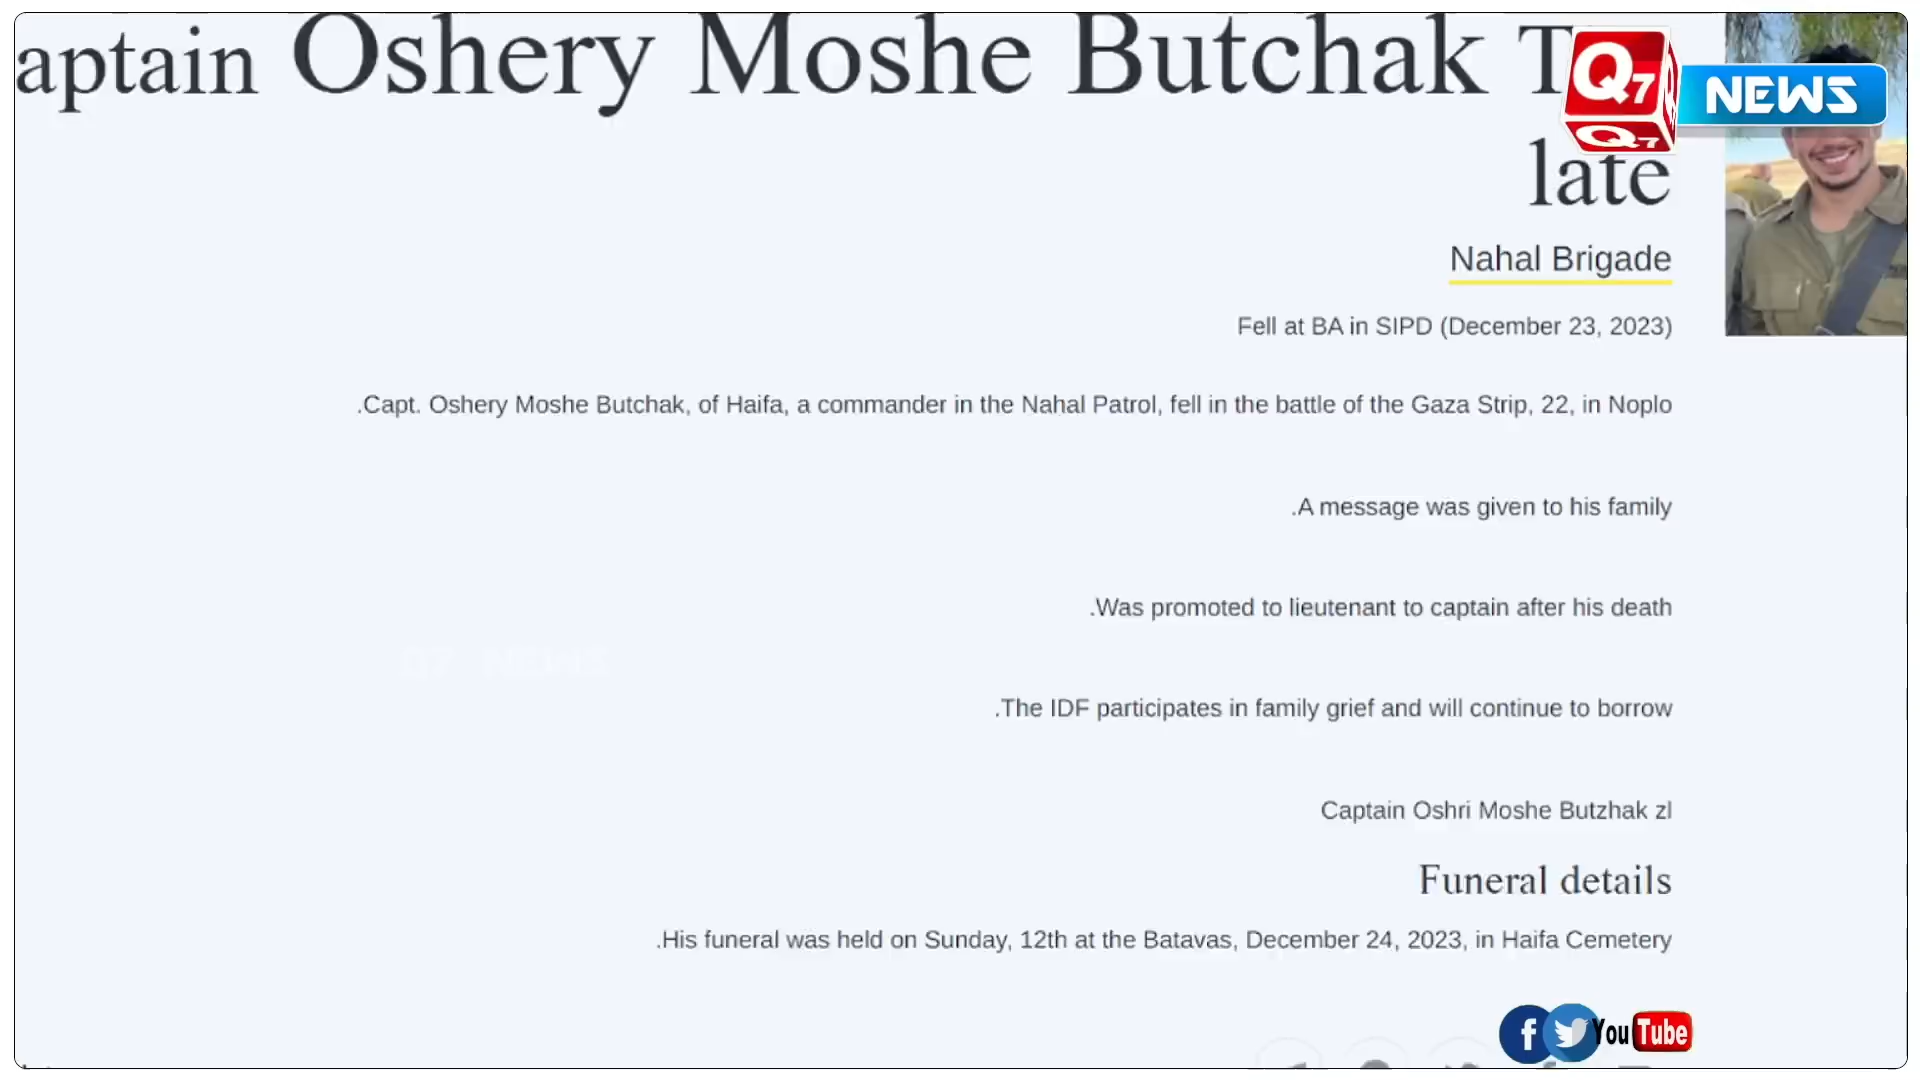 aptain Oshery Moshe Butchak T
late
Nahal Brigade
Fell at BA in SIPD (December 23, 2023)
.Capt. Oshery Moshe Butchak, of Haifa, a commander in the Nahal Patrol, fell in the battle of the Gaza Strip, 22, in Noplo
.A message was given to his family
.Was promoted to lieutenant to captain after his death
Q7 NEWS
.The IDF participates in family grief and will continue to borrow
Captain Oshri Moshe Butzhak zl
Funeral details
.His funeral was held on Sunday, 12th at the Batavas, December 24, 2023, in Haifa Cemetery
Q7 NEWS
Q7
f YouTube